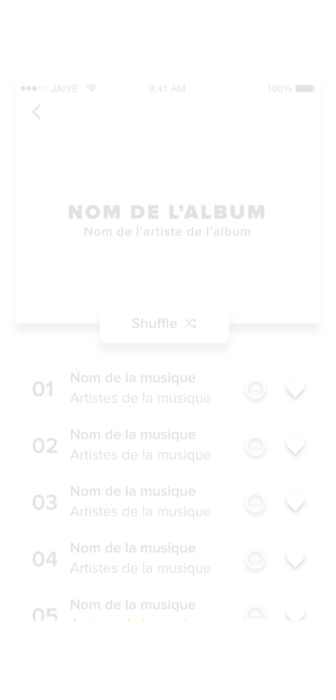 JAIYE 9:41 AM 100%
NOM DE L'ALBUM
Nom de l'artiste de l'album
Shuffle
01 Nom de la musique
Artistes de la musique
02 Nom de la musique
Artistes de la musique
03 Nom de la musique
Artistes de la musique
04 Nom de la musique
Artistes de la musique
05 Nom de la musique